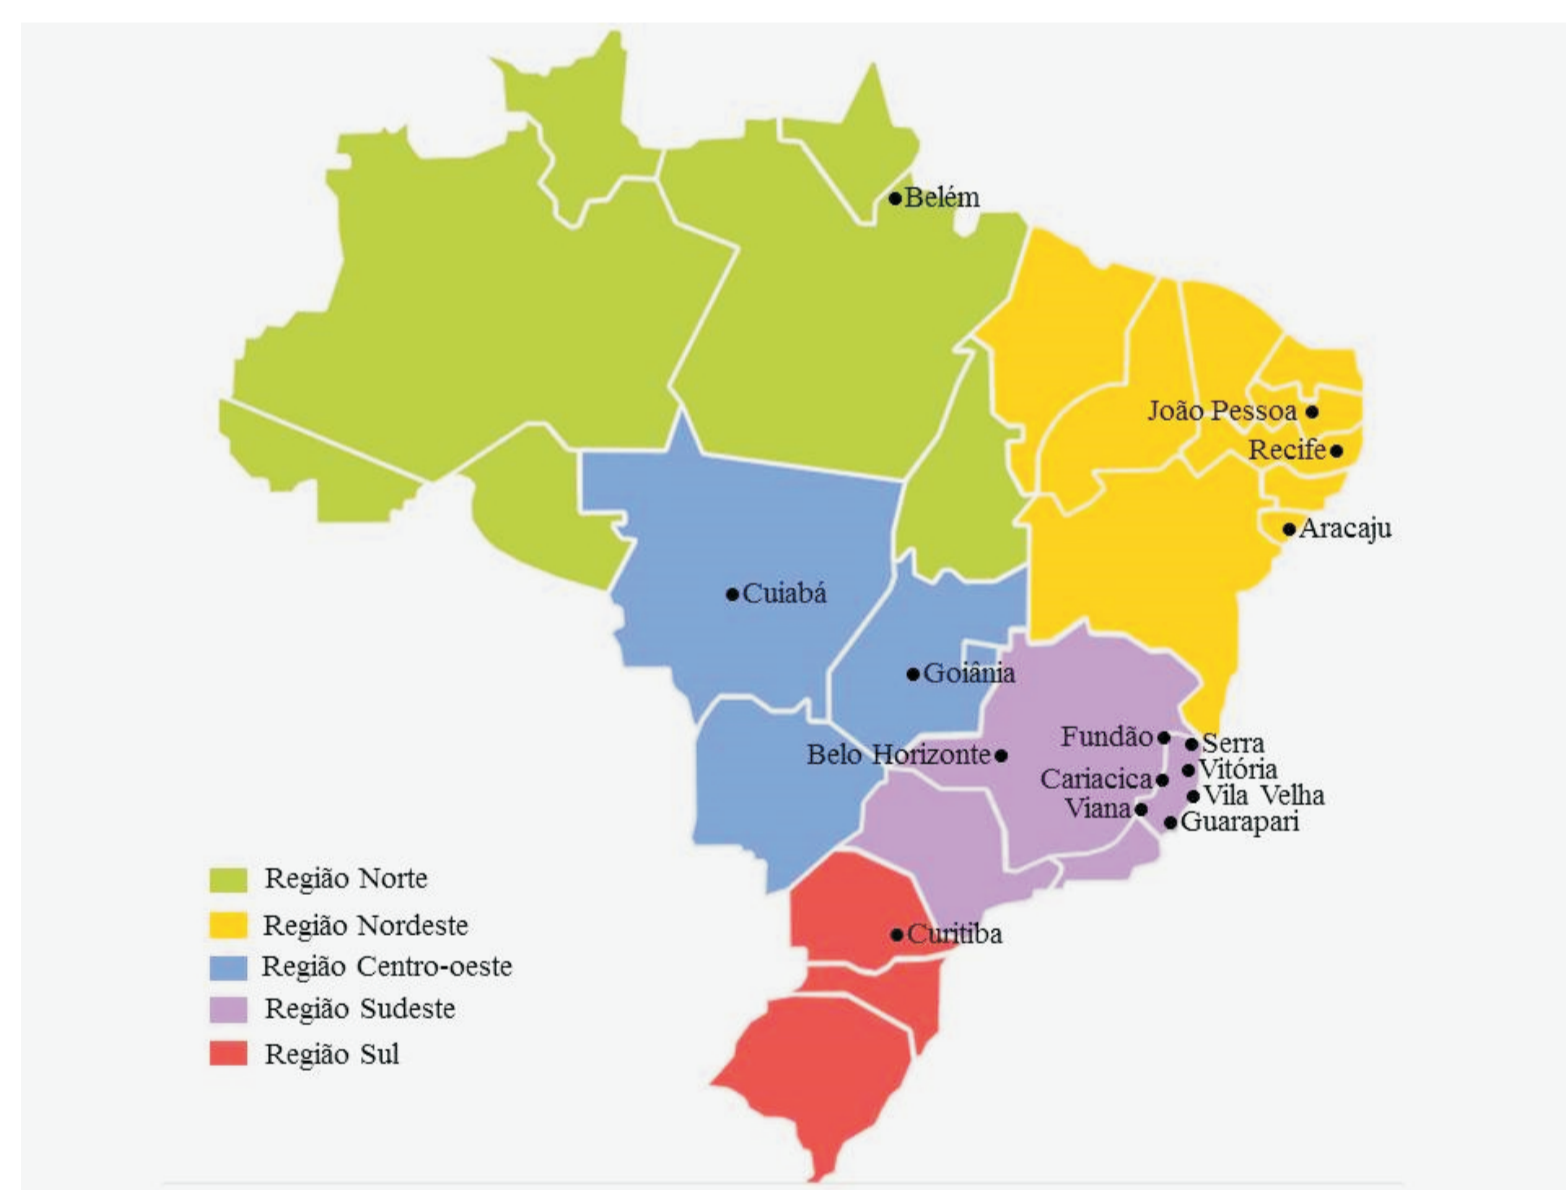 Belém
João Pessoa
Recife
Aracaju
Cuiabá
Goiânia
Fundão
Serra
Belo Horizonte
Vitória
Cariacica
Vila Velha
Viana
Guarapari
Região Norte
Região Nordeste
Curitiba
Região Centro-oeste
Região Sudeste
Região Sul